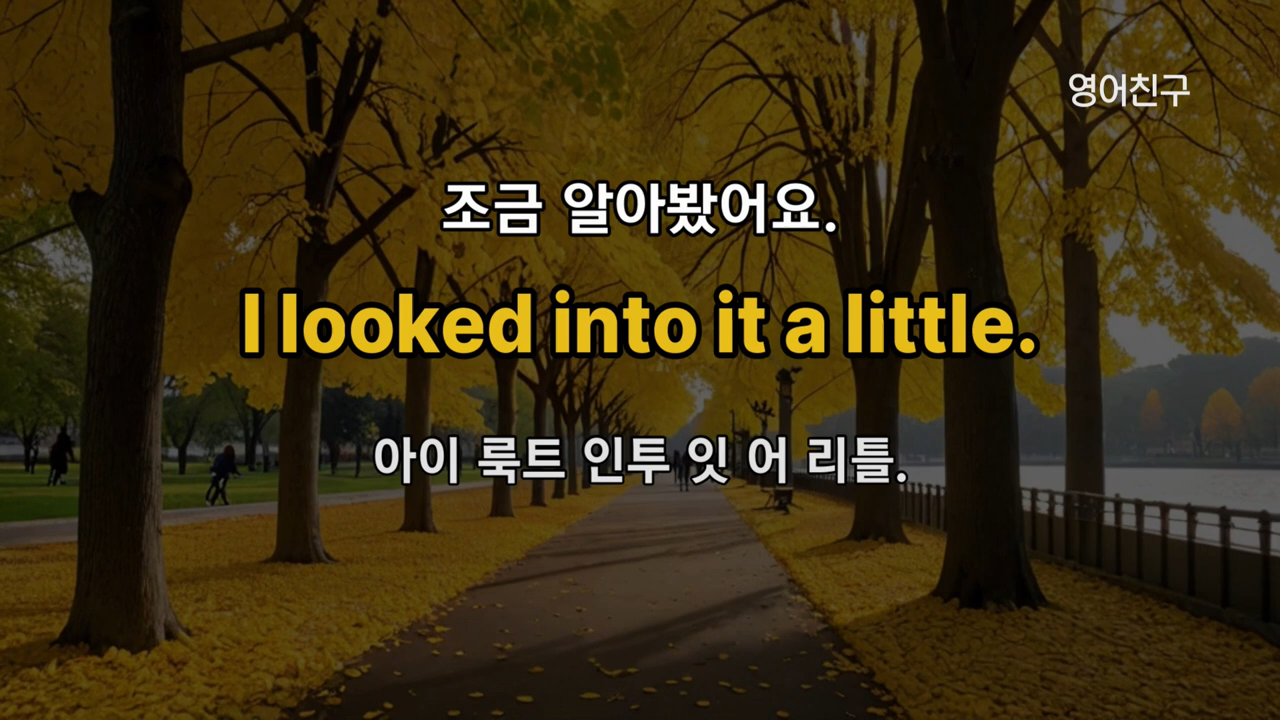 영어친구
조금 알아봤어요.
I looked into it a little.
아이 룩트 인투 잇 어 리틀.